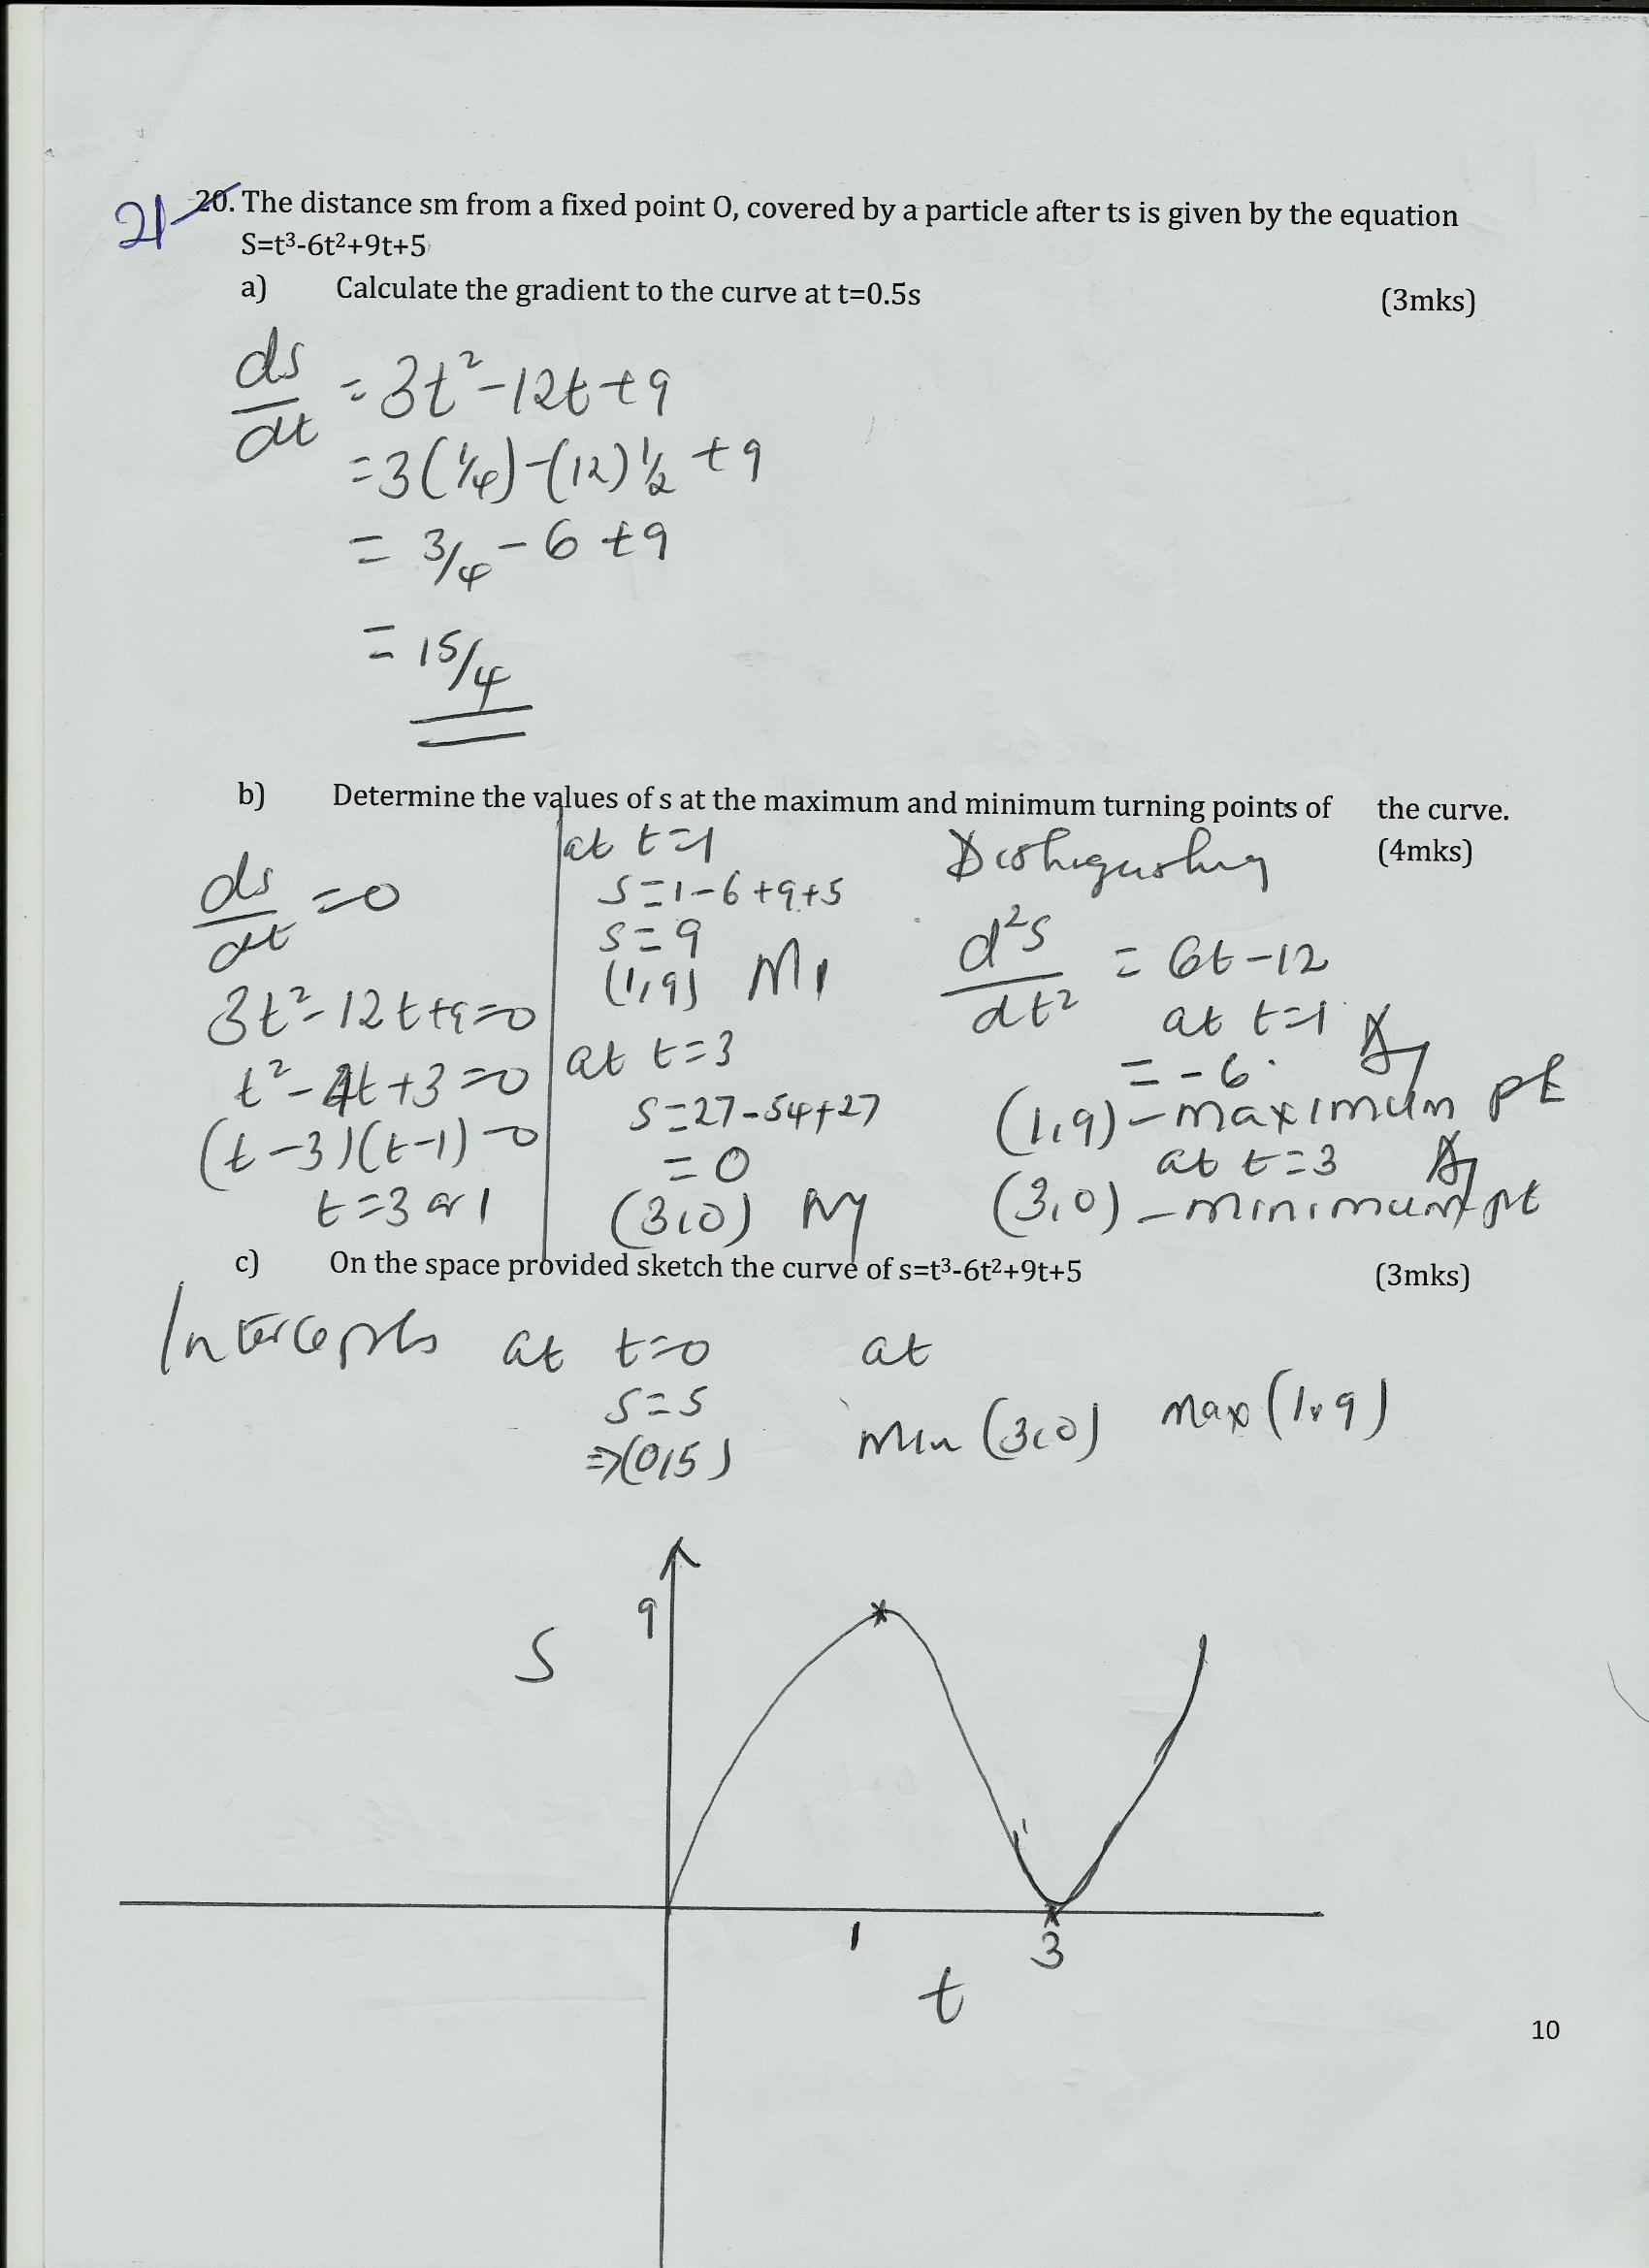 21 20. The distance sm from a fixed point O, covered by a particle after ts is given by the equation
S=t³-6t²+9t+5
a) Calculate the gradient to the curve at t=0.5s (3mks)
ds/dt = 3t²-12t+9
=3(1/4)-(12)1/2+9
= 3/4-6+9
= 15/4
b) Determine the values of s at the maximum and minimum turning points of the curve.
(4mks)
ds/dt =0
3t²-12t+9=0
t²-4t+3=0
(t-3)(t-1)=0
t=3 or 1
at t=1
S=1-6+9+5
S=9
(1,9) M1
at t=3
S=27-54+27
=0
(3,0)
Distinguishing
d²s/dt² = 6t-12
at t=1
=-6
(1,9)-maximum pt
at t=3
(3,0)-minimum pt
c) On the space provided sketch the curve of s=t³-6t²+9t+5 (3mks)
Intercepts at t=0 at
S=5
⇒(0,5)
Min (3,0) Max (1,9)
9
S
1
3
t
10